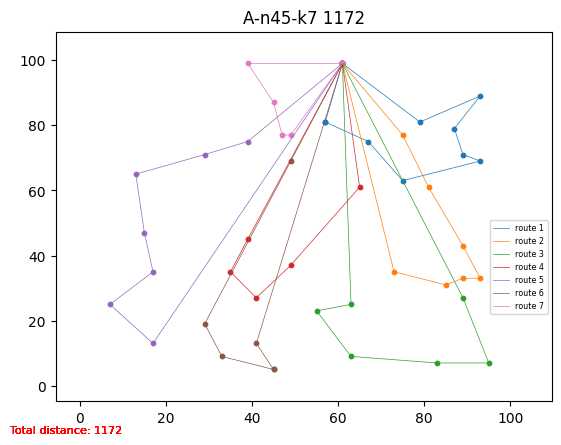 A-n45-k7 1172
100
80
60
40
20
0
0 20 40 60 80 100
route 1
route 2
route 3
route 4
route 5
route 6
route 7
Total distance: 1172